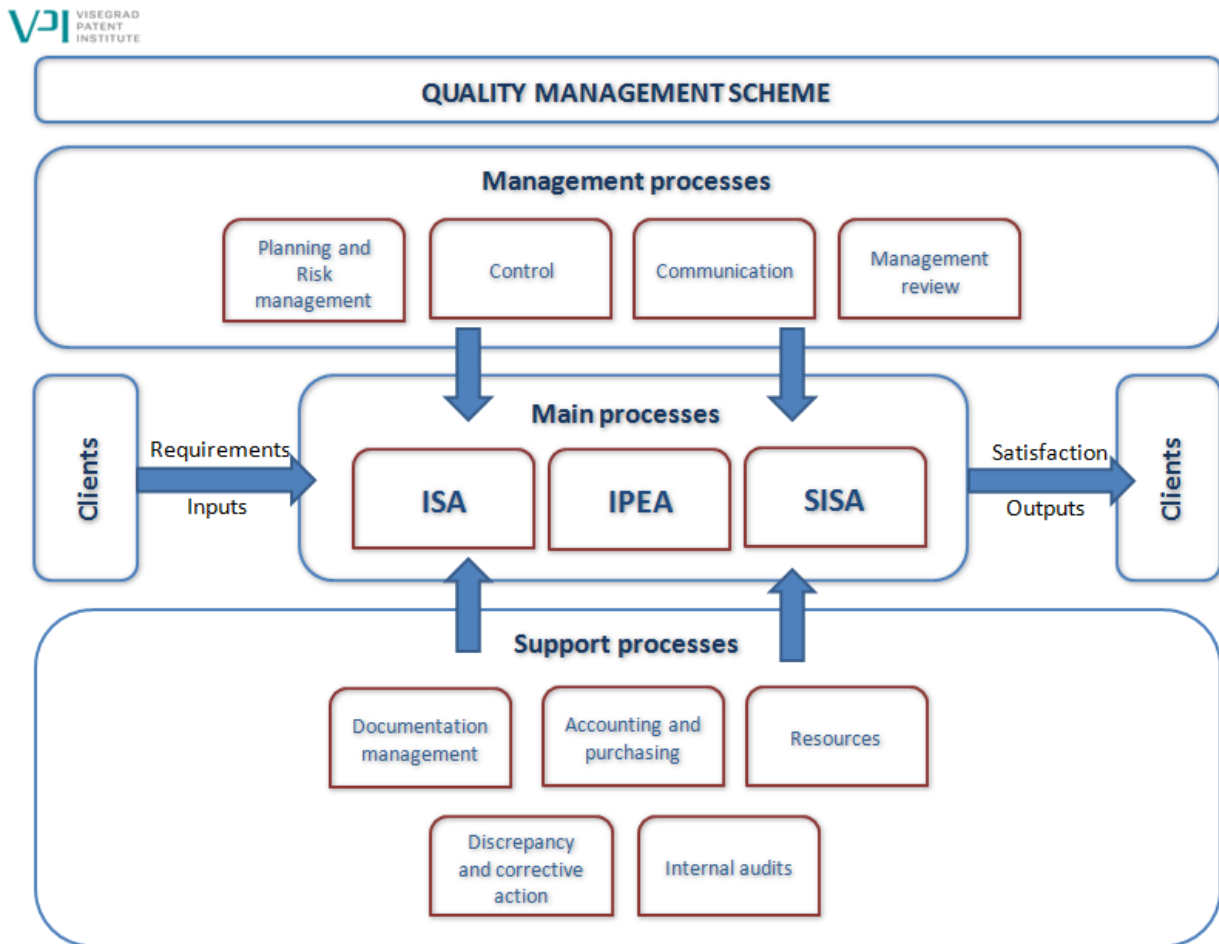 VPI
VISEGRAD
PATENT
INSTITUTE
QUALITY MANAGEMENT SCHEME
Management processes
Planning and
Risk
management
Control
Communication
Management
review
Clients
Requirements
Inputs
Main processes
ISA
IPEA
SISA
Satisfaction
Outputs
Clients
Support processes
Documentation
management
Accounting and
purchasing
Resources
Discrepancy
and corrective
action
Internal audits